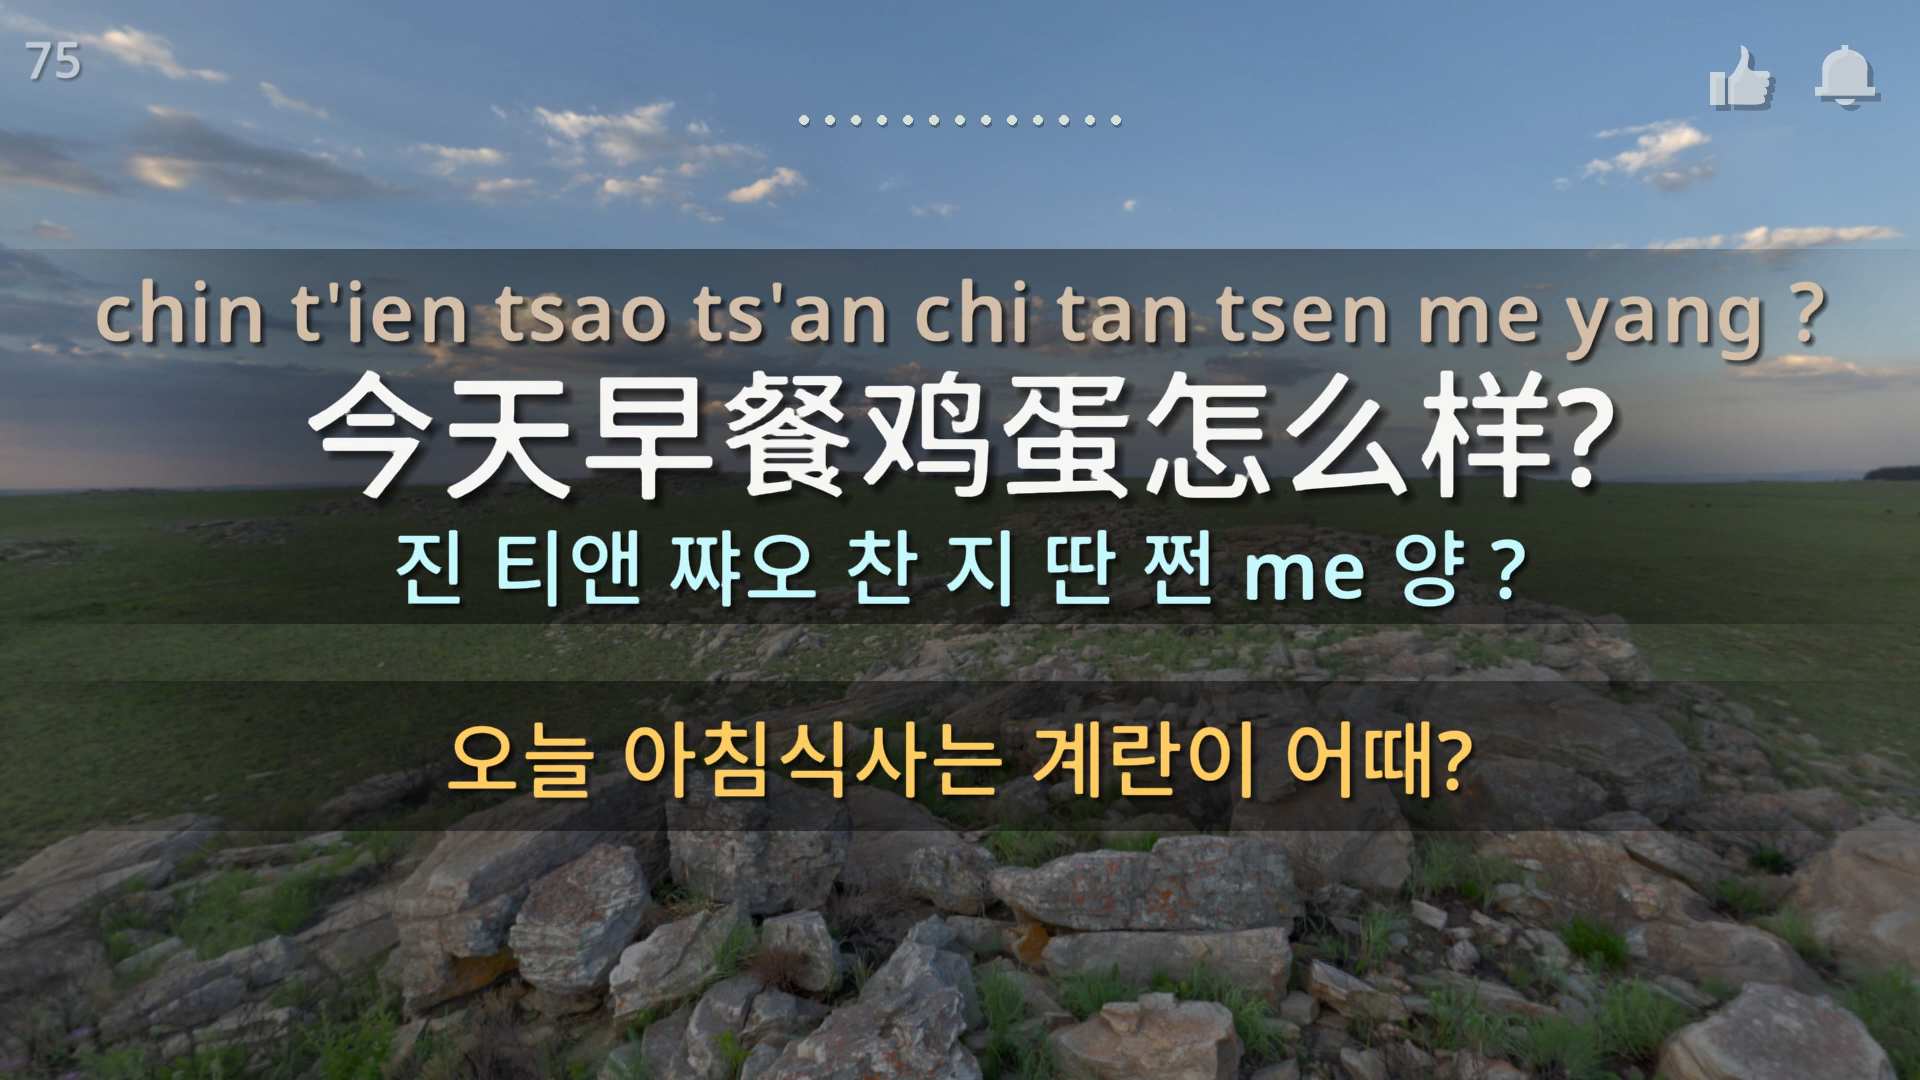 75
chin t'ien tsao ts'an chi tan tsen me yang ?
今天早餐鸡蛋怎么样?
진 티앤 쨔오 찬 지 딴 쩐 me 양 ?
오늘 아침식사는 계란이 어때?